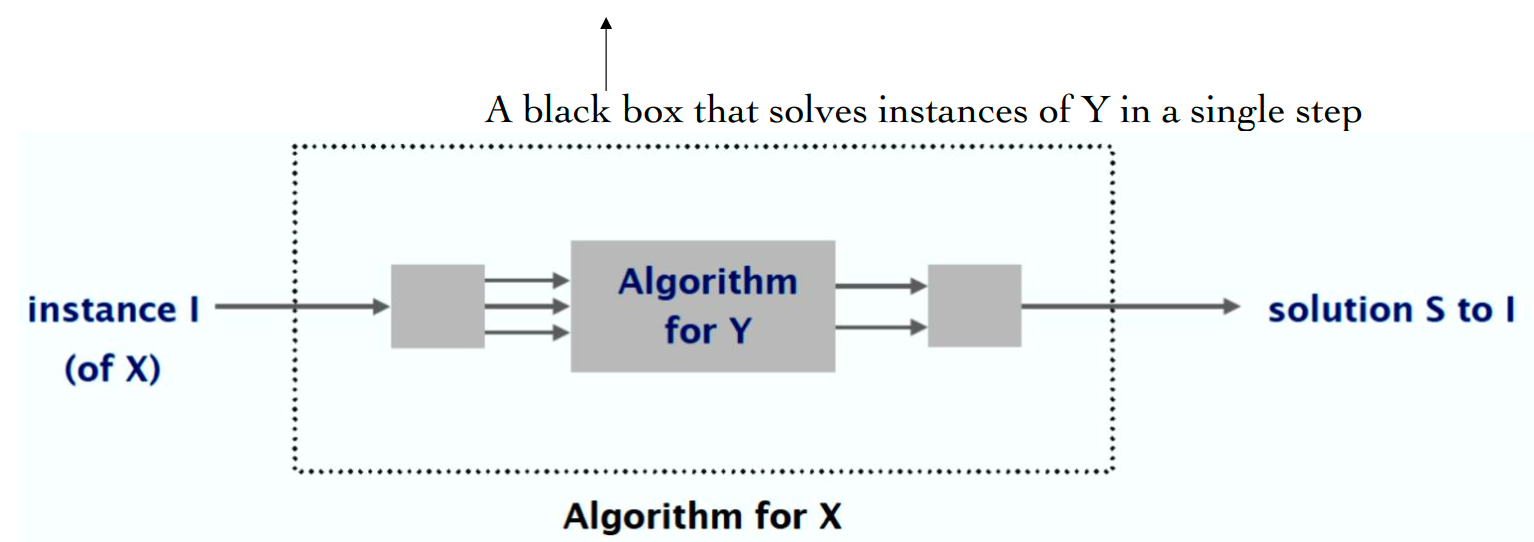 A black box that solves instances of Y in a single step
Algorithm
for Y
instance I
(of X)
solution S to I
Algorithm for X